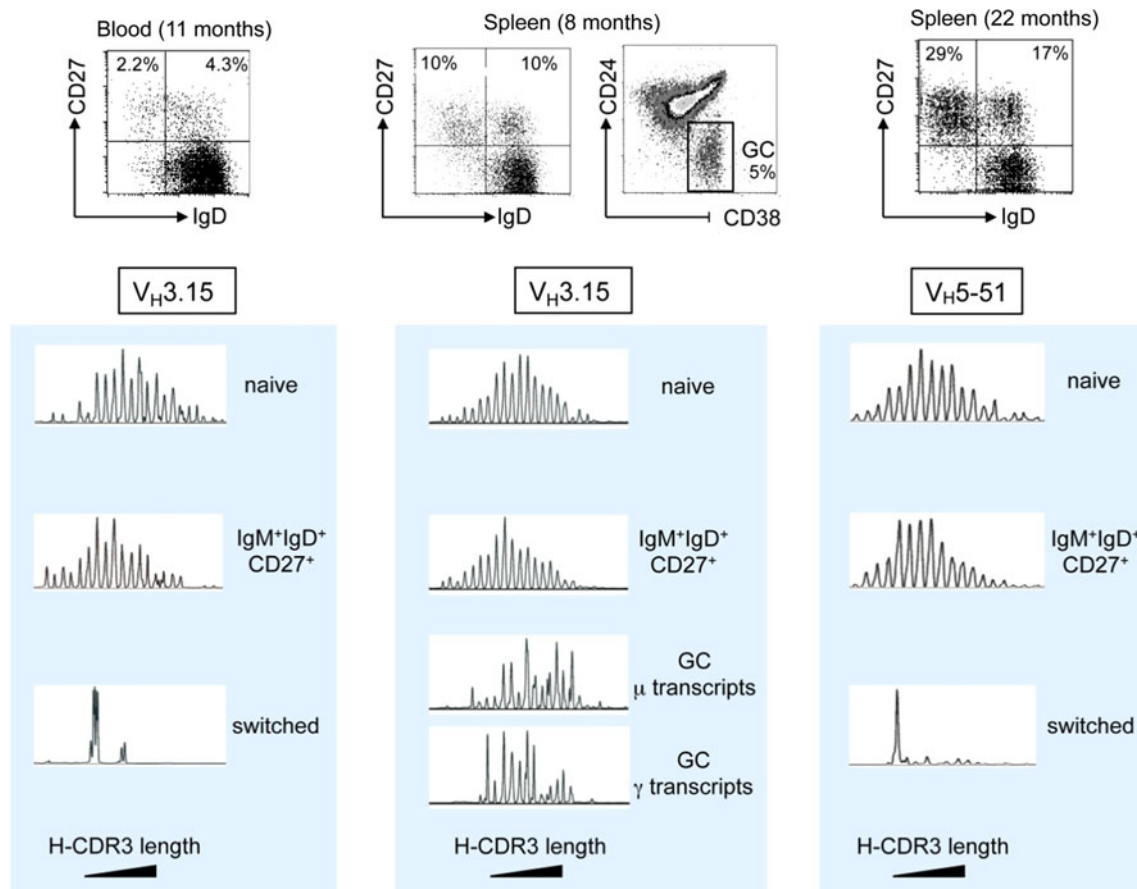 Blood (11 months)
Spleen (8 months)
Spleen (22 months)
CD27
2.2%
4.3%
IgD
CD27
10%
10%
IgD
CD24
GC
5%
CD38
CD27
29%
17%
IgD
VH3.15
VH3.15
VH5-51
naive
IgM+IgD+
CD27+
switched
H-CDR3 length
naive
IgM+IgD+
CD27+
GC
μ transcripts
GC
γ transcripts
H-CDR3 length
naive
IgM+IgD+
CD27+
switched
H-CDR3 length